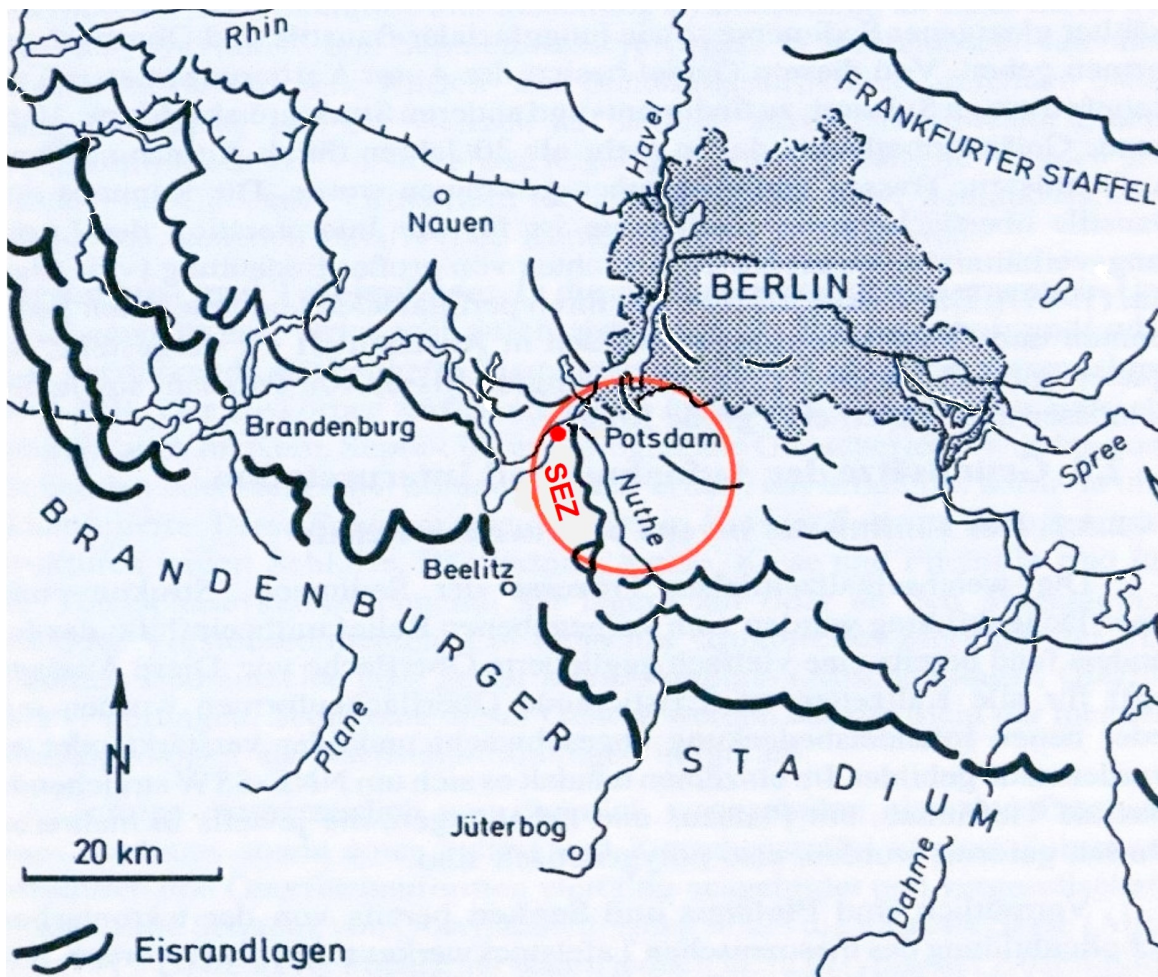 Rhin
Havel
FRANKFURTER STAFFEL
Nauen
BERLIN
Brandenburg
Potsdam
SEZ
Nuthe
Spree
Beelitz
BRANDENBURGER STADIUM
N
Plane
Jüterbog
20 km
Dahme
Eisrandlagen